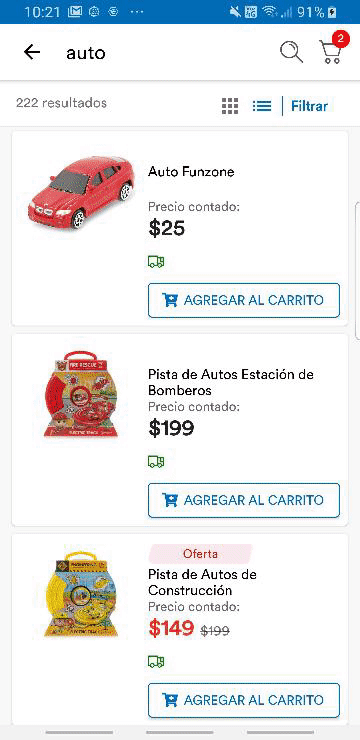 10:21
91%
auto
2
222 resultados
Filtrar
Auto Funzone
Precio contado:
$25
AGREGAR AL CARRITO
FIRE RESCUE
ELECTRIC TRACK
Pista de Autos Estación de
Bomberos
Precio contado:
$199
AGREGAR AL CARRITO
Oferta
Pista de Autos de
Construcción
Precio contado:
$149 $199
AGREGAR AL CARRITO